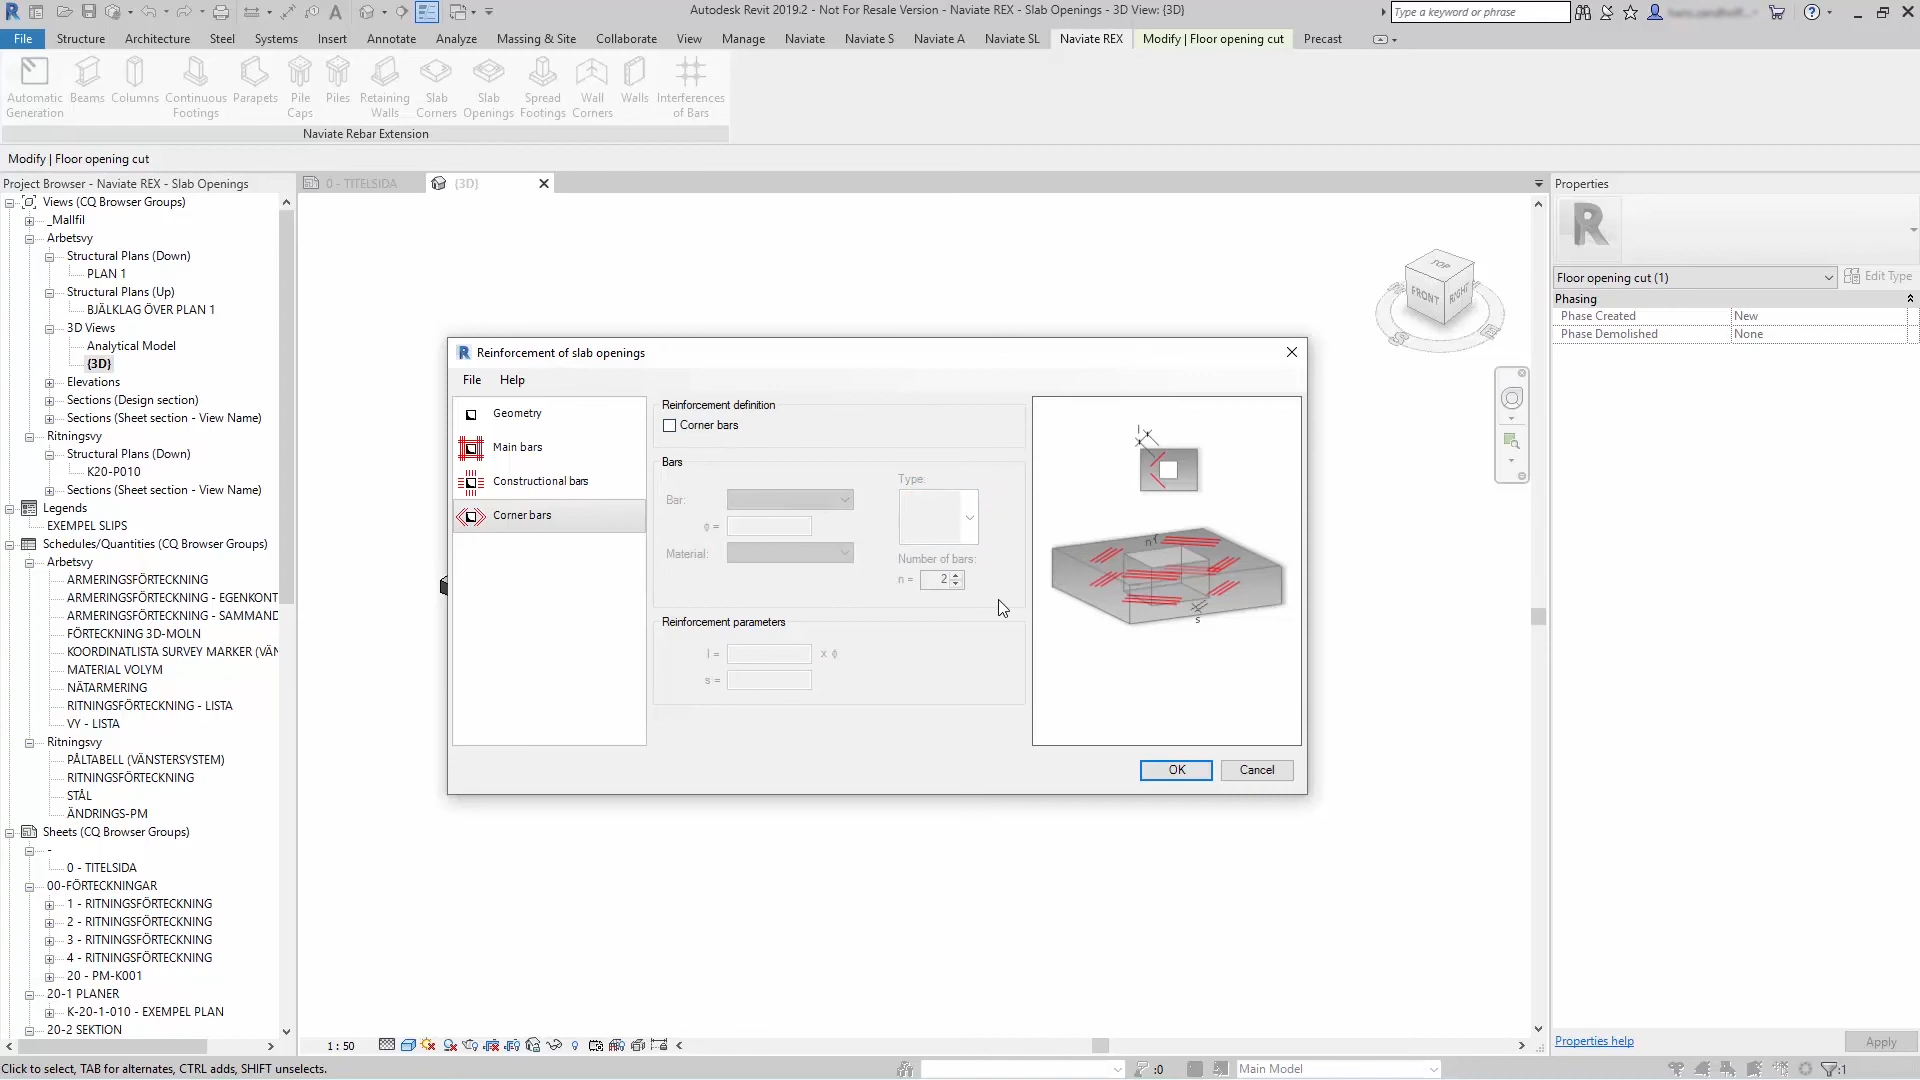 Autodesk Revit 2019.2 - Not For Resale Version - Naviate REX - Slab Openings - 3D View: {3D}
Type a keyword or phrase
File Structure Architecture Steel Systems Insert Annotate Analyze Massing & Site Collaborate View Manage Naviate Naviate S Naviate A Naviate SL Naviate REX Modify | Floor opening cut Precast
Automatic Generation Beams Columns Continuous Footings Parapets Pile Caps Piles Retaining Walls Slab Corners Slab Openings Spread Footings Wall Corners Walls Interferences of Bars
Naviate Rebar Extension
Modify | Floor opening cut
Project Browser - Naviate REX - Slab Openings
Views (CQ Browser Groups)
_Mallfil
Arbetsvy
Structural Plans (Down)
PLAN 1
Structural Plans (Up)
BJÄLKLAG ÖVER PLAN 1
3D Views
Analytical Model
{3D}
Elevations
Sections (Design section)
Sections (Sheet section - View Name)
Ritningsvy
Structural Plans (Down)
K20-P010
Sections (Sheet section - View Name)
Legends
EXEMPEL SLIPS
Schedules/Quantities (CQ Browser Groups)
Arbetsvy
ARMERINGSFÖRTECKNING
ARMERINGSFÖRTECKNING - EGENKONT
ARMERINGSFÖRTECKNING - SAMMAND
FÖRTECKNING 3D-MOLN
KOORDINATLISTA SURVEY MARKER (VÄN
MATERIAL VOLYM
NÄTARMERING
RITNINGSFÖRTECKNING - LISTA
VY - LISTA
Ritningsvy
PÅLTABELL (VÄNSTERSYSTEM)
RITNINGSFÖRTECKNING
STÅL
ÄNDRINGS-PM
Sheets (CQ Browser Groups)
-
0 - TITELSIDA
00-FÖRTECKNINGAR
1 - RITNINGSFÖRTECKNING
2 - RITNINGSFÖRTECKNING
3 - RITNINGSFÖRTECKNING
4 - RITNINGSFÖRTECKNING
20 - PM-K001
20-1 PLANER
K-20-1-010 - EXEMPEL PLAN
20-2 SEKTION
0 - TITELSIDA {3D}
TOP
FRONT RIGHT
Reinforcement of slab openings
File Help
Geometry
Main bars
Constructional bars
Corner bars
Reinforcement definition
Corner bars
Bars
Bar:
ϕ =
Material:
Type:
Number of bars:
n = 2
Reinforcement parameters
l = x ϕ
s =
l
n
s
OK Cancel
Properties
R
Floor opening cut (1) Edit Type
Phasing
Phase Created New
Phase Demolished None
Properties help Apply
1 : 50
Click to select, TAB for alternates, CTRL adds, SHIFT unselects.
:0 Main Model :1